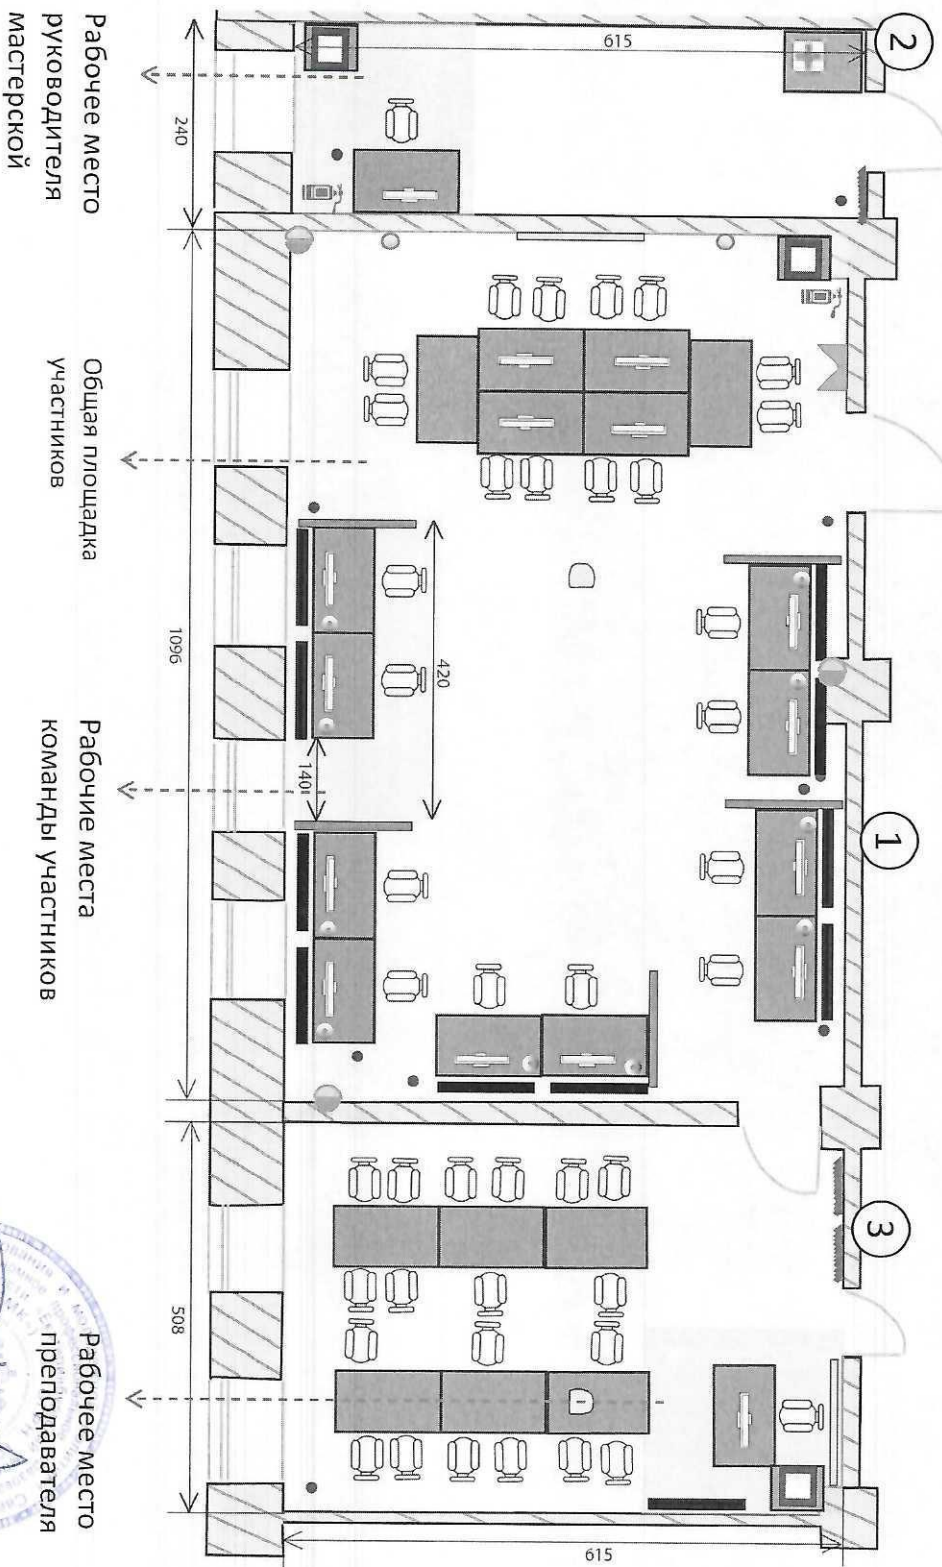 2
615
240
Рабочее место
руководителя
мастерской
Общая площадка
участников
1096
420
140
Рабочие места
команды участников
1
3
508
Рабочее место
преподавателя
615